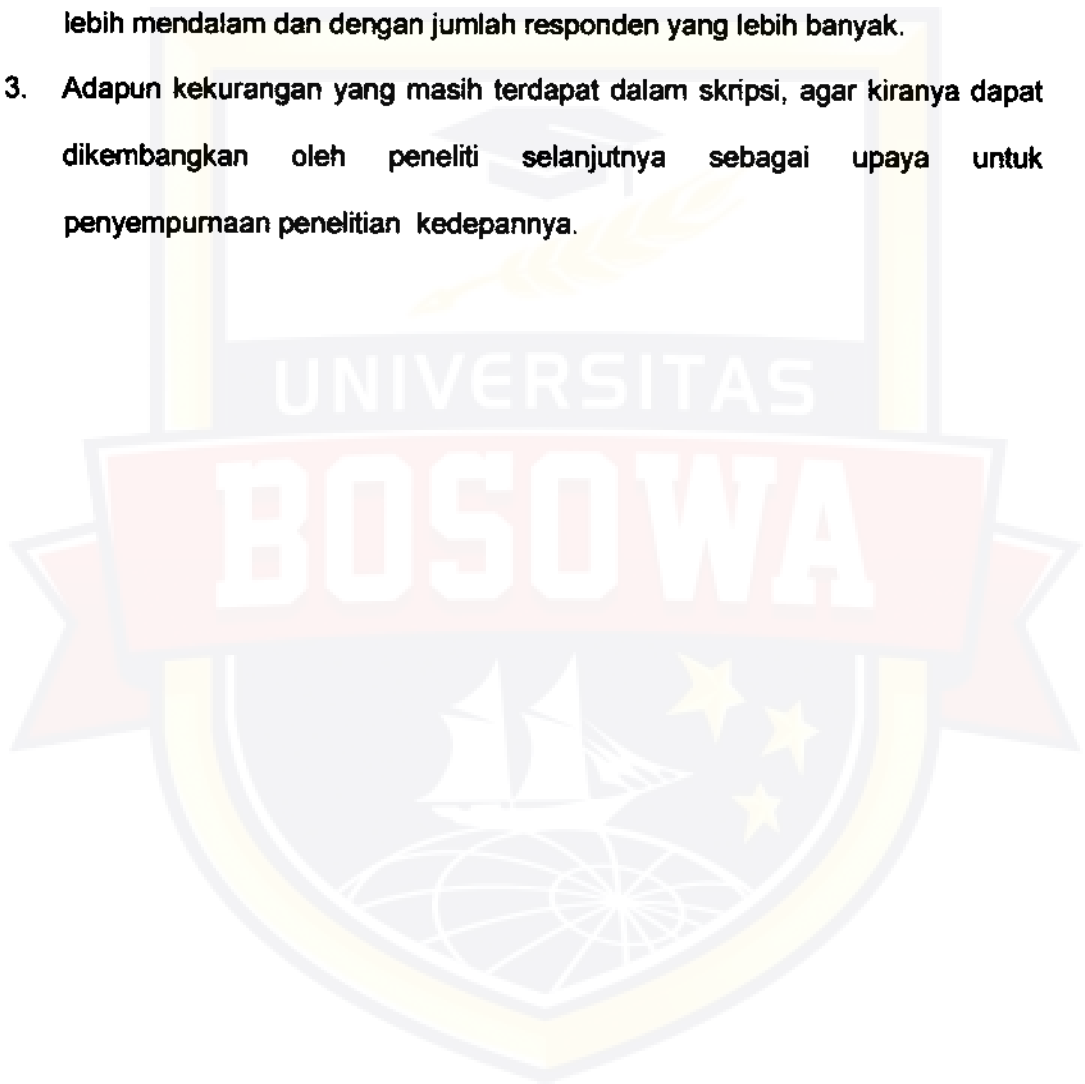 lebih mendalam dan dengan jumlah responden yang lebih banyak.
3. Adapun kekurangan yang masih terdapat dalam skripsi, agar kiranya dapat
dikembangkan oleh peneliti selanjutnya sebagai upaya untuk
penyempurnaan penelitian kedepannya.
UNIVERSITAS
BOSOWA